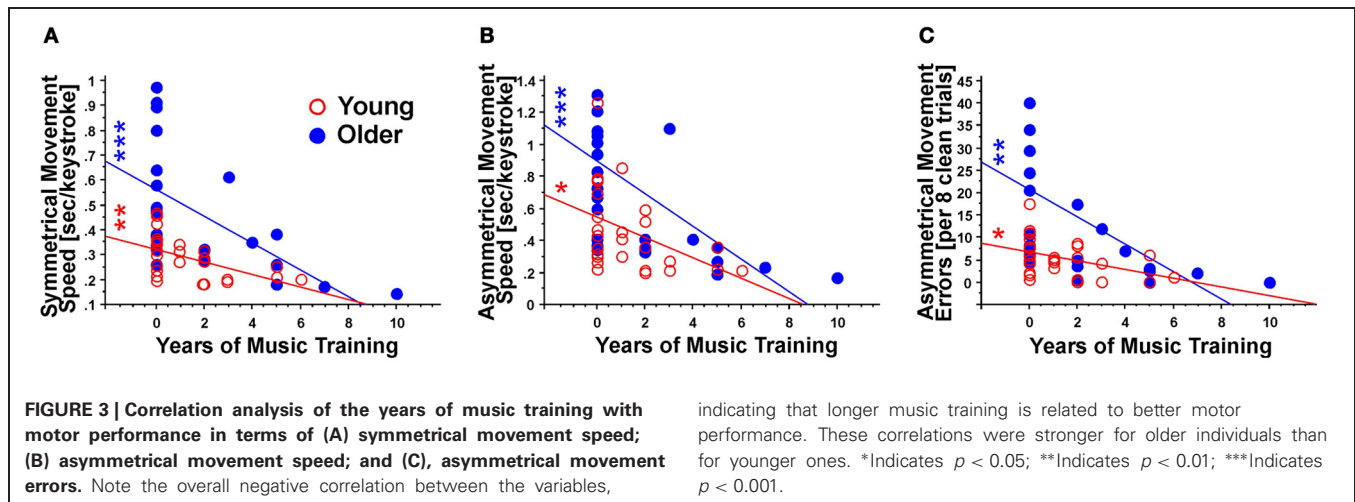 A
Symmetrical Movement
Speed [sec/keystroke]
1
.9
.8
.7
.6
.5
.4
.3
.2
.1
***
**
Young
Older
0 2 4 6 8 10
Years of Music Training
B
Asymmetrical Movement
Speed [sec/keystroke]
1.4
1.2
1
.8
.6
.4
.2
0
***
*
0 2 4 6 8 10
Years of Music Training
C
Asymmetrical Movement
Errors [per 8 clean trials]
45
40
35
25
20
15
10
5
0
**
*
0 2 4 6 8 10
Years of Music Training
FIGURE 3 | Correlation analysis of the years of music training with
motor performance in terms of (A) symmetrical movement speed;
(B) asymmetrical movement speed; and (C), asymmetrical movement
errors. Note the overall negative correlation between the variables,
indicating that longer music training is related to better motor
performance. These correlations were stronger for older individuals than
for younger ones. *Indicates p < 0.05; **Indicates p < 0.01; ***Indicates
p < 0.001.